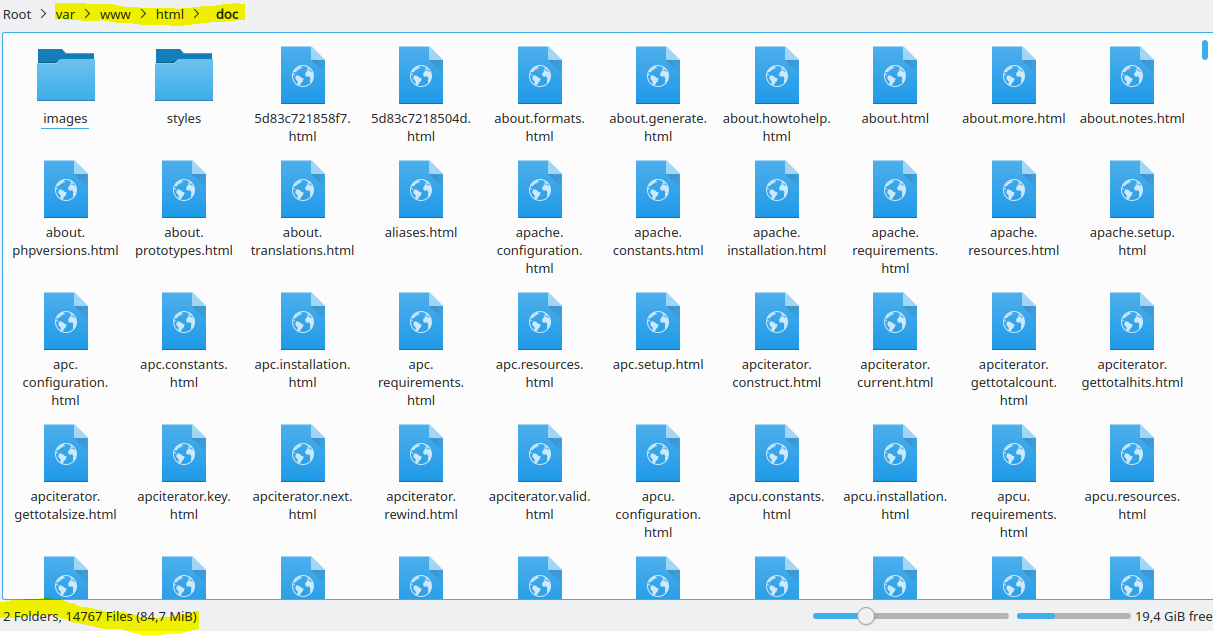 Root > var > www > html > doc
images styles 5d83c721858f7. 5d83c7218504d. about.formats. about.generate. about.howtohelp. about.html about.more.html about.notes.html
html html html html html
about. about. about. aliases.html apache. apache. apache. apache. apache. apache.setup.
phpversions.html prototypes.html translations.html configuration. constants.html installation.html requirements. resources.html html
html html
apc. apc.constants. apc.installation. apc. apc.resources. apc.setup.html apciterator. apciterator. apciterator. apciterator.
configuration. html html requirements. html construct.html current.html gettotalcount. gettotalhits.html
html html html
apciterator. apciterator.key. apciterator.next. apciterator. apciterator.valid. apcu. apcu.constants. apcu.installation. apcu. apcu.resources.
gettotalsize.html html html rewind.html html configuration. html html requirements. html
html html
2 Folders, 14767 Files (84,7 MiB) 19,4 GiB free